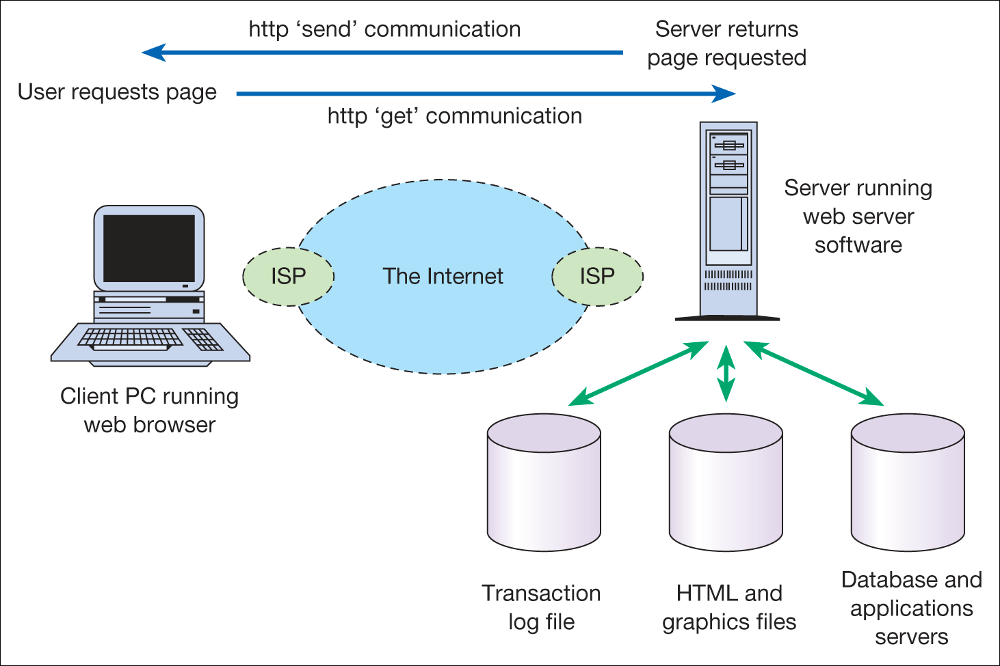 http ‘send’ communication
Server returns
page requested
User requests page
http ‘get’ communication
Server running
web server
software
ISP
The Internet
ISP
Client PC running
web browser
Transaction
log file
HTML and
graphics files
Database and
applications
servers